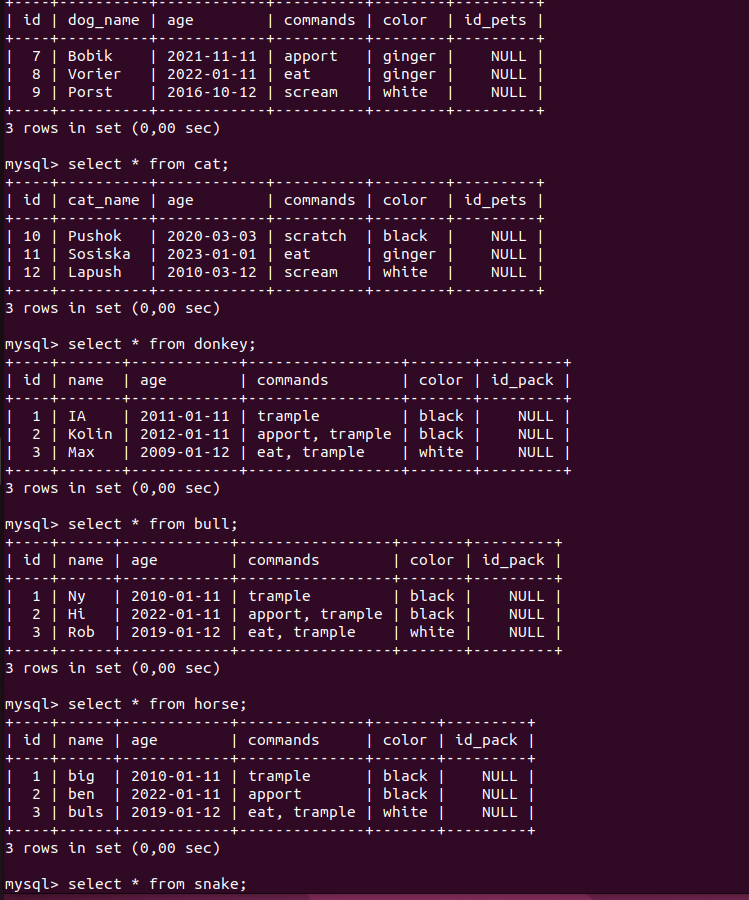 +----+----------+------------+----------+--------+---------+
| id | dog_name | age        | commands | color  | id_pets |
+----+----------+------------+----------+--------+---------+
|  7 | Bobik    | 2021-11-11 | apport   | ginger |    NULL |
|  8 | Vorier   | 2022-01-11 | eat      | ginger |    NULL |
|  9 | Porst    | 2016-10-12 | scream   | white  |    NULL |
+----+----------+------------+----------+--------+---------+
3 rows in set (0,00 sec)
mysql> select * from cat;
+----+----------+------------+----------+--------+---------+
| id | cat_name | age        | commands | color  | id_pets |
+----+----------+------------+----------+--------+---------+
| 10 | Pushok   | 2020-03-03 | scratch  | black  |    NULL |
| 11 | Sosiska  | 2023-01-01 | eat      | ginger |    NULL |
| 12 | Lapush   | 2010-03-12 | scream   | white  |    NULL |
+----+----------+------------+----------+--------+---------+
3 rows in set (0,00 sec)
mysql> select * from donkey;
+----+-------+------------+-----------------+-------+---------+
| id | name  | age        | commands        | color | id_pack |
+----+-------+------------+-----------------+-------+---------+
|  1 | IA    | 2011-01-11 | trample         | black |    NULL |
|  2 | Kolin | 2012-01-11 | apport, trample | black |    NULL |
|  3 | Max   | 2009-01-12 | eat, trample    | white |    NULL |
+----+-------+------------+-----------------+-------+---------+
3 rows in set (0,00 sec)
mysql> select * from bull;
+----+------+------------+-----------------+-------+---------+
| id | name | age        | commands        | color | id_pack |
+----+------+------------+-----------------+-------+---------+
|  1 | Ny   | 2010-01-11 | trample         | black |    NULL |
|  2 | Hi   | 2022-01-11 | apport, trample | black |    NULL |
|  3 | Rob  | 2019-01-12 | eat, trample    | white |    NULL |
+----+------+------------+-----------------+-------+---------+
3 rows in set (0,00 sec)
mysql> select * from horse;
+----+------+------------+--------------+-------+---------+
| id | name | age        | commands     | color | id_pack |
+----+------+------------+--------------+-------+---------+
|  1 | big  | 2010-01-11 | trample      | black |    NULL |
|  2 | ben  | 2022-01-11 | apport       | black |    NULL |
|  3 | buls | 2019-01-12 | eat, trample | white |    NULL |
+----+------+------------+--------------+-------+---------+
3 rows in set (0,00 sec)
mysql> select * from snake;